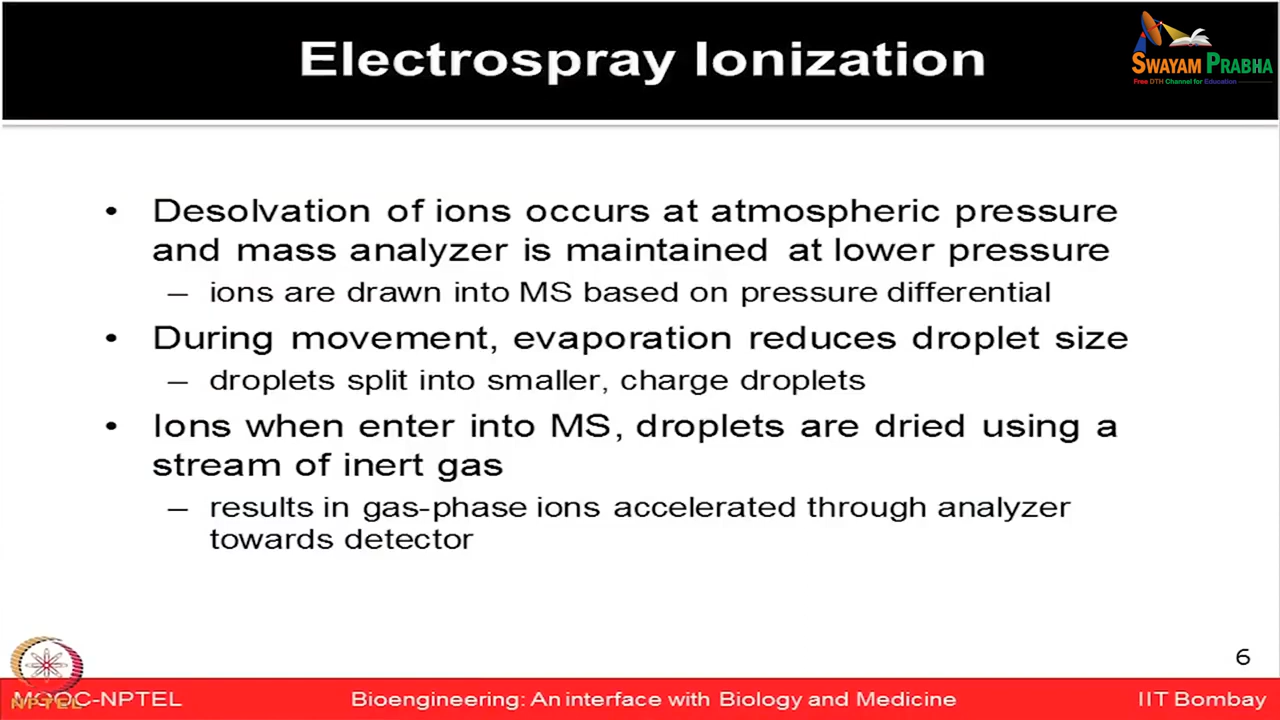 Electrospray Ionization
SWAYAM PRABHA
Free DTH Channel for Education
• Desolvation of ions occurs at atmospheric pressure
and mass analyzer is maintained at lower pressure
– ions are drawn into MS based on pressure differential
• During movement, evaporation reduces droplet size
– droplets split into smaller, charge droplets
• Ions when enter into MS, droplets are dried using a
stream of inert gas
– results in gas-phase ions accelerated through analyzer
towards detector
6
MOOC-NPTEL
NPTEL
Bioengineering: An interface with Biology and Medicine
IIT Bombay